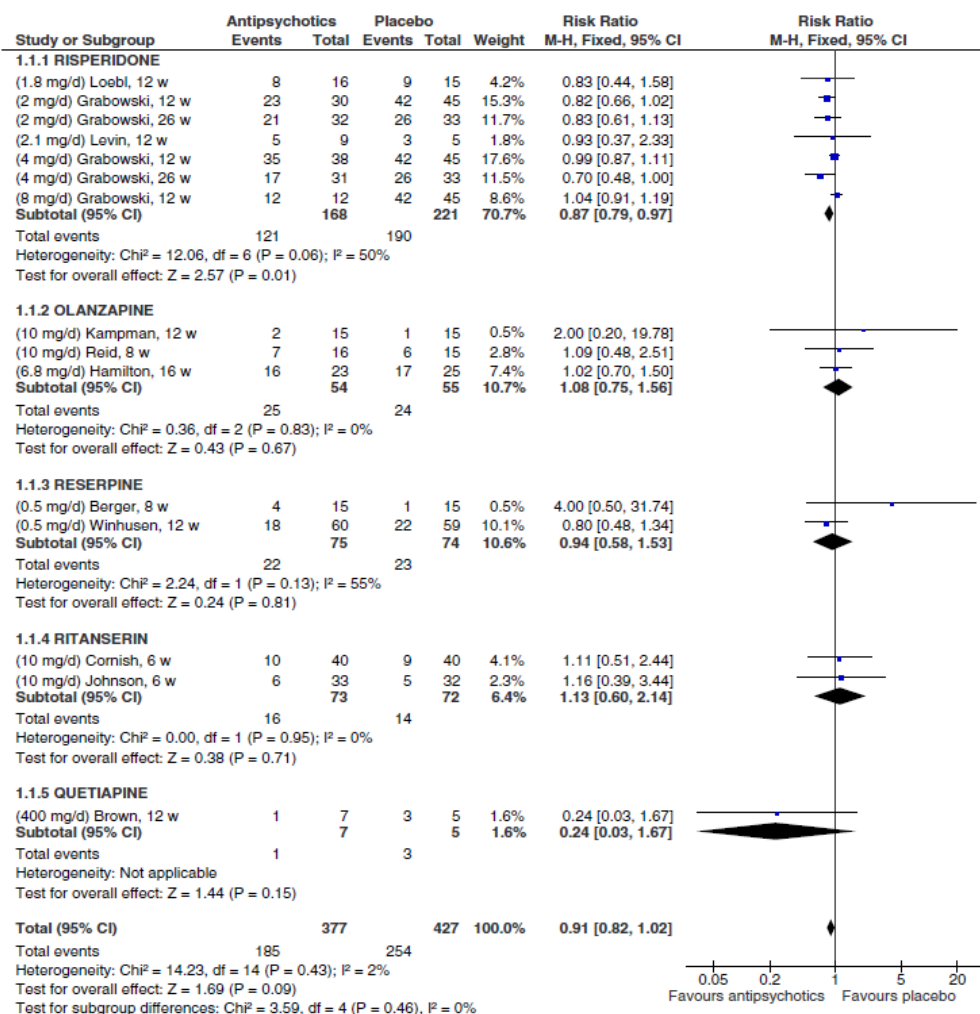 Antipsychotics Placebo Risk Ratio Risk Ratio
Study or Subgroup Events Total Events Total Weight M-H, Fixed, 95% CI M-H, Fixed, 95% CI
1.1.1 RISPERIDONE
(1.8 mg/d) Loebl, 12 w 8 16 9 15 4.2% 0.83 [0.44, 1.58]
(2 mg/d) Grabowski, 12 w 23 30 42 45 15.3% 0.82 [0.66, 1.02]
(2 mg/d) Grabowski, 26 w 21 32 26 33 11.7% 0.83 [0.61, 1.13]
(2.1 mg/d) Levin, 12 w 5 9 3 5 1.8% 0.93 [0.37, 2.33]
(4 mg/d) Grabowski, 12 w 35 38 42 45 17.6% 0.99 [0.87, 1.11]
(4 mg/d) Grabowski, 26 w 17 31 26 33 11.5% 0.70 [0.48, 1.00]
(8 mg/d) Grabowski, 12 w 12 12 42 45 8.6% 1.04 [0.91, 1.19]
Subtotal (95% CI) 168 221 70.7% 0.87 [0.79, 0.97]
Total events 121 190
Heterogeneity: Chi² = 12.06, df = 6 (P = 0.06); I² = 50%
Test for overall effect: Z = 2.57 (P = 0.01)
1.1.2 OLANZAPINE
(10 mg/d) Kampman, 12 w 2 15 1 15 0.5% 2.00 [0.20, 19.78]
(10 mg/d) Reid, 8 w 7 16 6 15 2.8% 1.09 [0.48, 2.51]
(6.8 mg/d) Hamilton, 16 w 16 23 17 25 7.4% 1.02 [0.70, 1.50]
Subtotal (95% CI) 54 55 10.7% 1.08 [0.75, 1.56]
Total events 25 24
Heterogeneity: Chi² = 0.36, df = 2 (P = 0.83); I² = 0%
Test for overall effect: Z = 0.43 (P = 0.67)
1.1.3 RESERPINE
(0.5 mg/d) Berger, 8 w 4 15 1 15 0.5% 4.00 [0.50, 31.74]
(0.5 mg/d) Winhusen, 12 w 18 60 22 59 10.1% 0.80 [0.48, 1.34]
Subtotal (95% CI) 75 74 10.6% 0.94 [0.58, 1.53]
Total events 22 23
Heterogeneity: Chi² = 2.24, df = 1 (P = 0.13); I² = 55%
Test for overall effect: Z = 0.24 (P = 0.81)
1.1.4 RITANSERIN
(10 mg/d) Cornish, 6 w 10 40 9 40 4.1% 1.11 [0.51, 2.44]
(10 mg/d) Johnson, 6 w 6 33 5 32 2.3% 1.16 [0.39, 3.44]
Subtotal (95% CI) 73 72 6.4% 1.13 [0.60, 2.14]
Total events 16 14
Heterogeneity: Chi² = 0.00, df = 1 (P = 0.95); I² = 0%
Test for overall effect: Z = 0.38 (P = 0.71)
1.1.5 QUETIAPINE
(400 mg/d) Brown, 12 w 1 7 3 5 1.6% 0.24 [0.03, 1.67]
Subtotal (95% CI) 7 5 1.6% 0.24 [0.03, 1.67]
Total events 1 3
Heterogeneity: Not applicable
Test for overall effect: Z = 1.44 (P = 0.15)
Total (95% CI) 377 427 100.0% 0.91 [0.82, 1.02]
Total events 185 254
Heterogeneity: Chi² = 14.23, df = 14 (P = 0.43); I² = 2%
Test for overall effect: Z = 1.69 (P = 0.09)
Test for subgroup differences: Chi² = 3.59, df = 4 (P = 0.46), I² = 0%
0.05 0.2 1 5 20
Favours antipsychotics Favours placebo